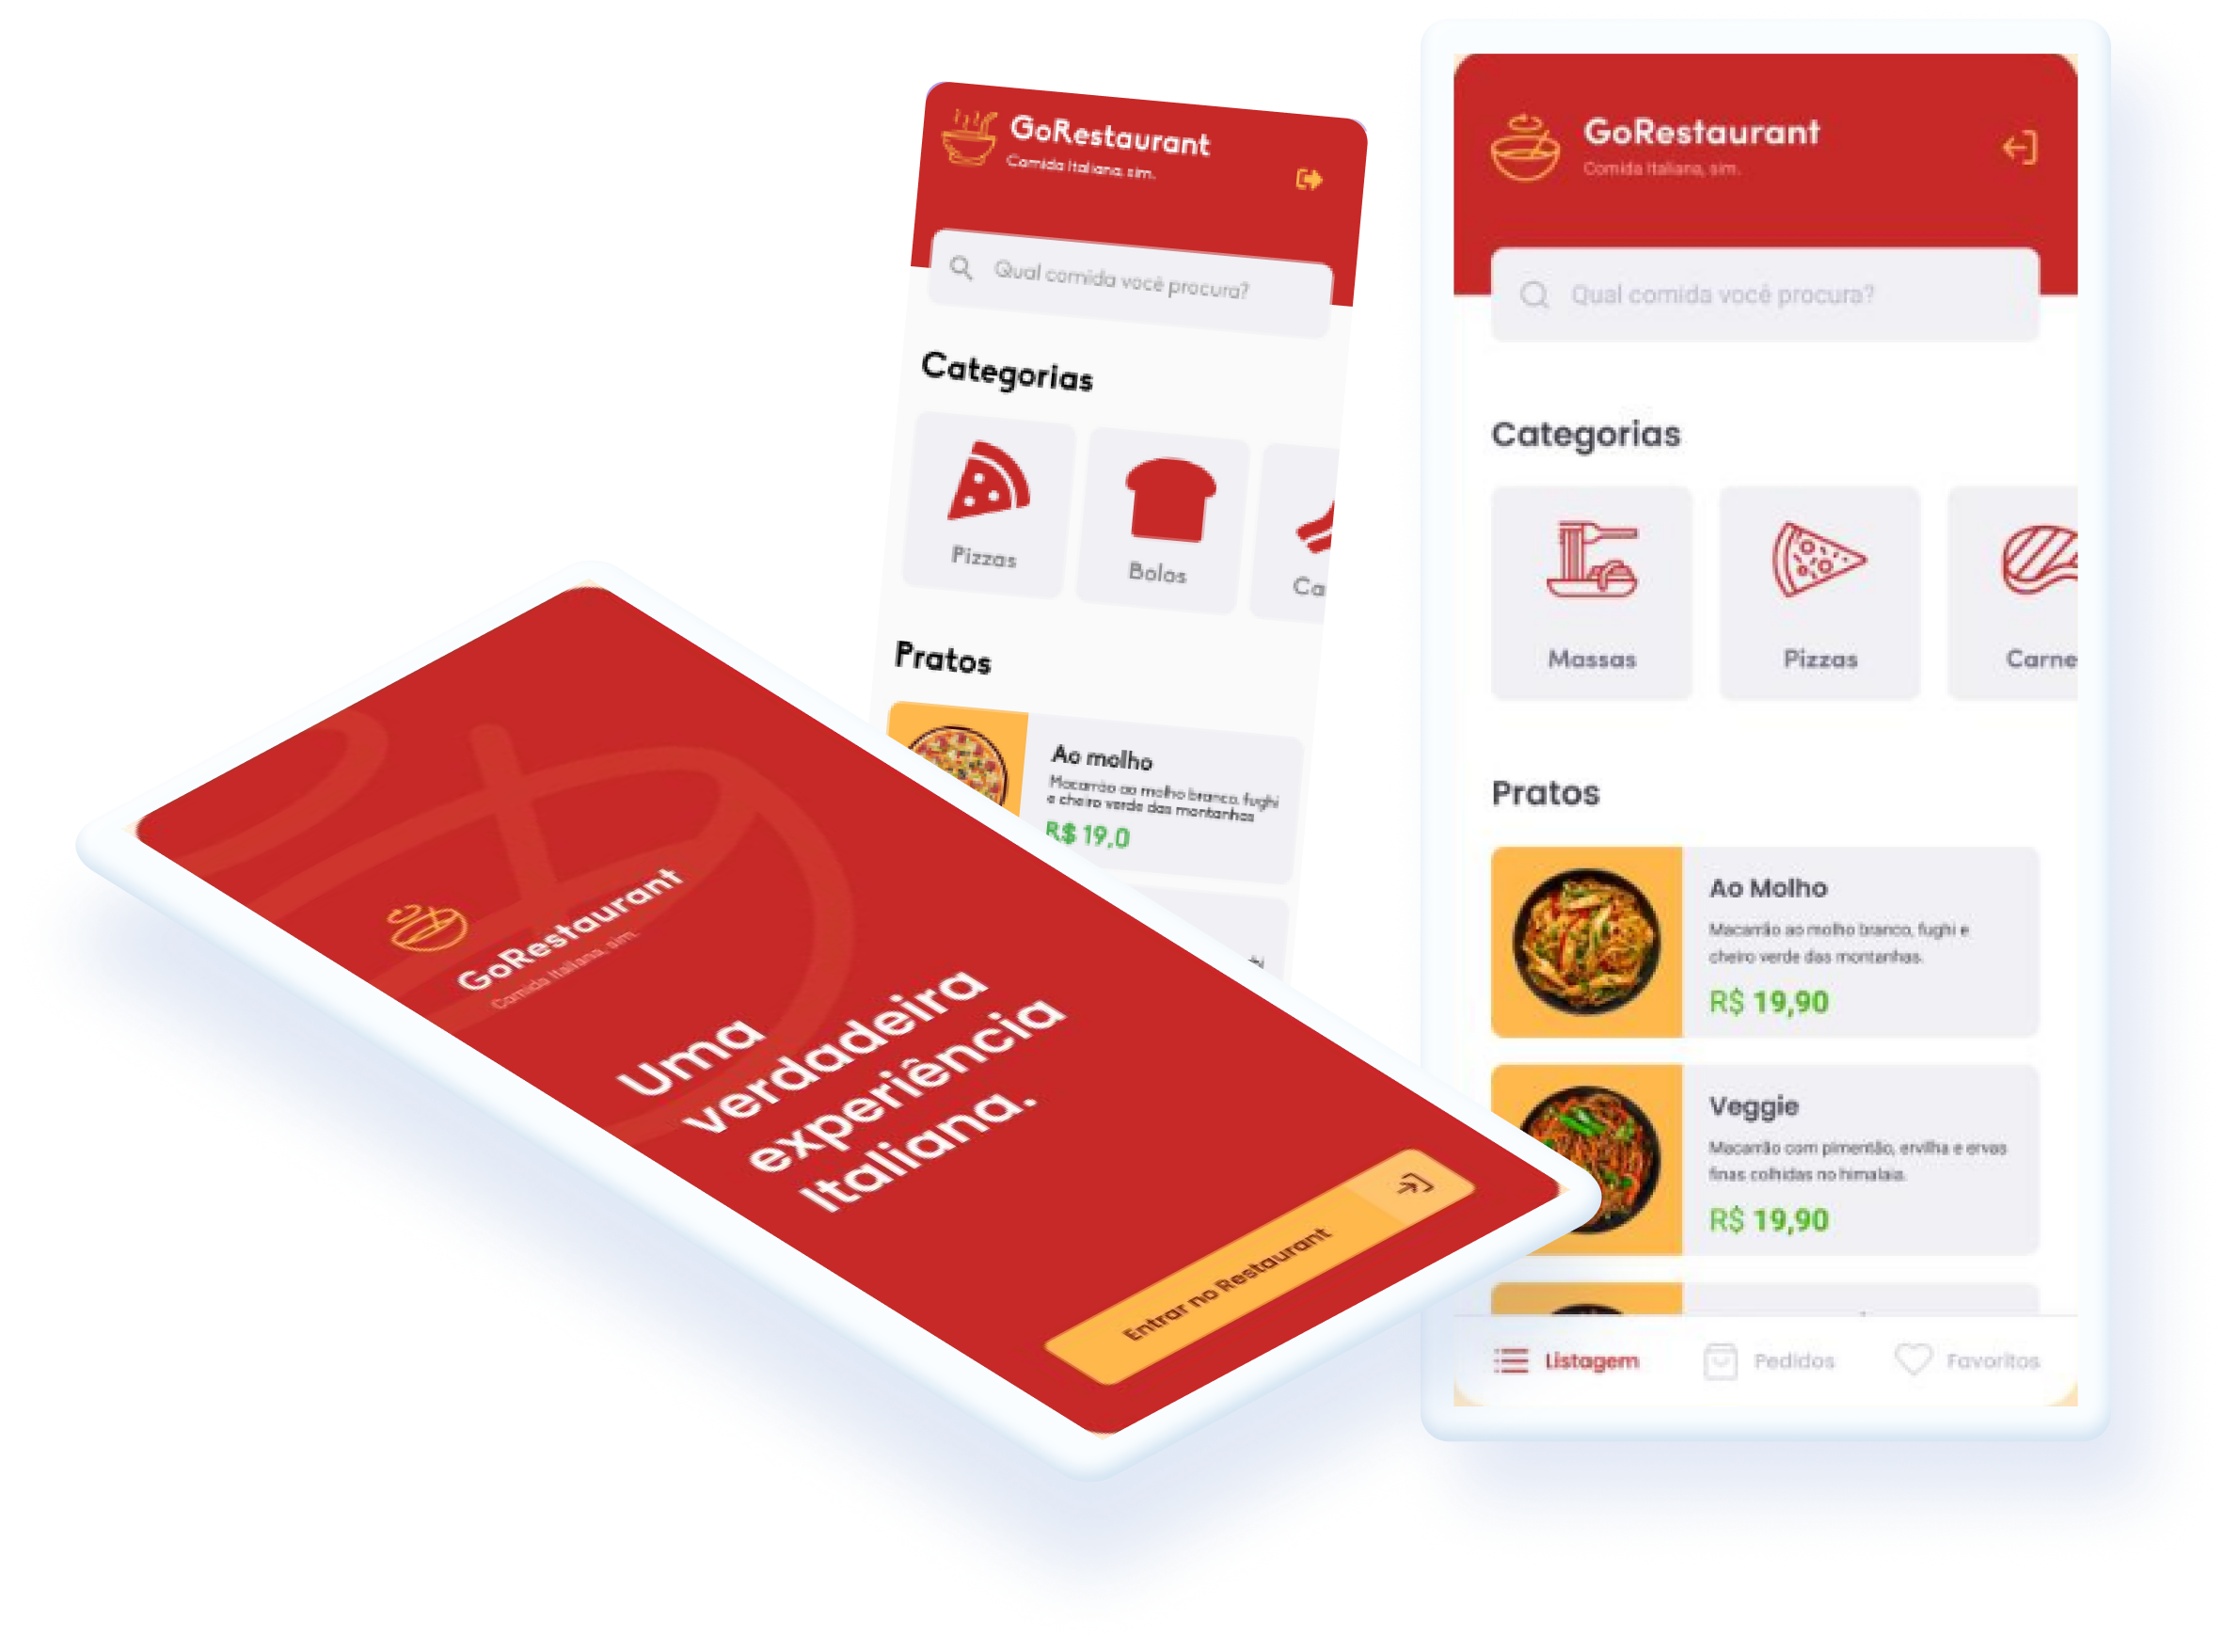 GoRestaurant
Comida Italiana, sim.
Uma
verdadeira
experiência
Italiana.
Entrar no Restaurant
GoRestaurant
Comida Italiana, sim.
Qual comida você procura?
Categorias
Pizzas
Bolos
Ca
Pratos
Ao molho
Macarrão ao molho branco, fughi
e cheiro verde das montanhas
R$ 19,0
GoRestaurant
Comida Italiana, sim.
Qual comida você procura?
Categorias
Massas
Pizzas
Carne
Pratos
Ao Molho
Macarrão ao molho branco, fughi e
cheiro verde das montanhas.
R$ 19,90
Veggie
Macarrão com pimentão, ervilha e ervas
finas colhidas no himalaia.
R$ 19,90
Listagem
Pedidos
Favoritos